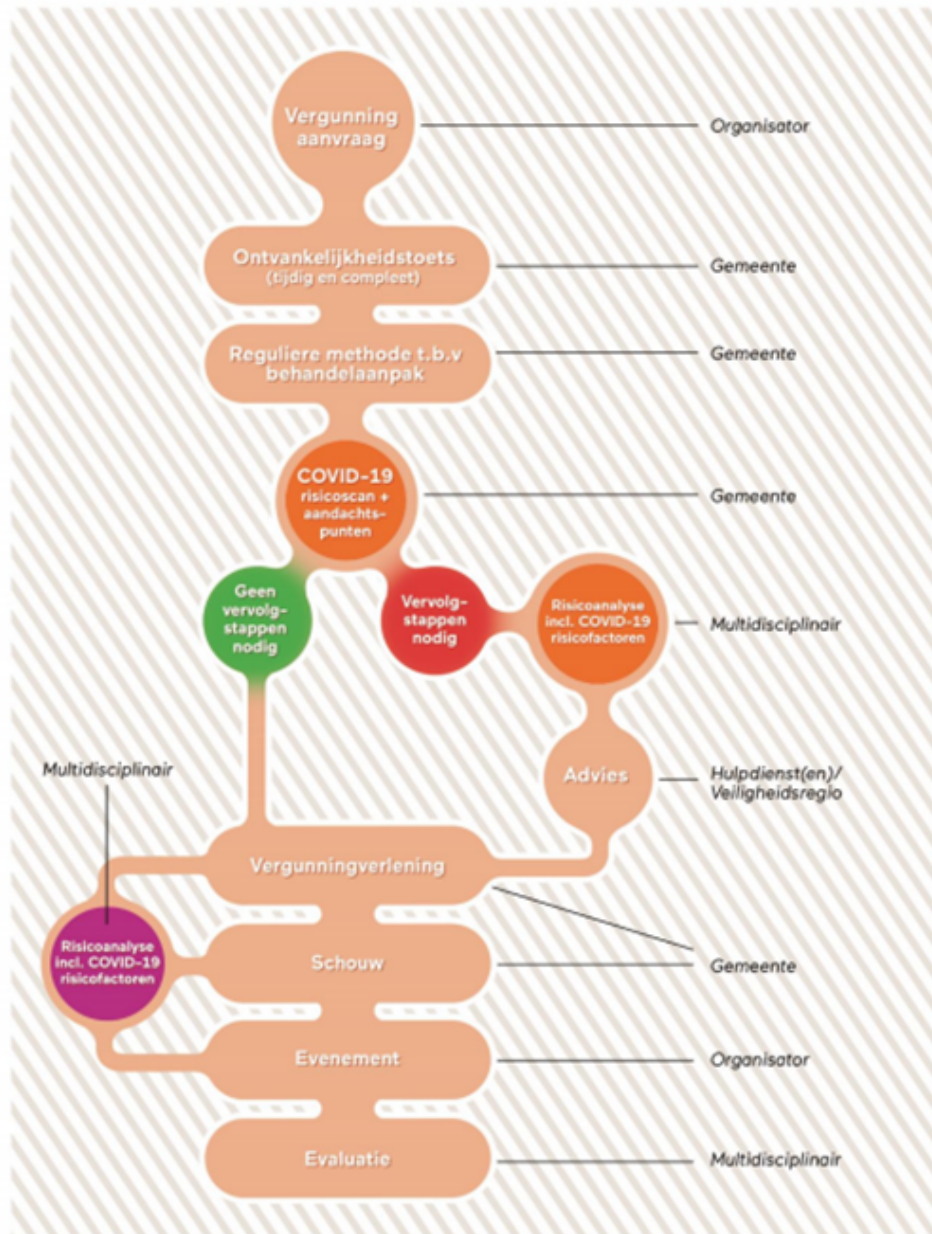 Vergunning
aanvraag
Organisator
Ontvankelijkheidstoets
(tijdig en compleet)
Gemeente
Reguliere methode t.b.v
behandelaanpak
Gemeente
COVID-19
risicoscan +
aandachts-
punten
Gemeente
Geen
vervolg-
stappen
nodig
Vervolg-
stappen
nodig
Risicoanalyse
incl. COVID-19
risicofactoren
Multidisciplinair
Multidisciplinair
Advies
Hulpdienst(en)/
Veiligheidsregio
Vergunningverlening
Risicoanalyse
incl. COVID-19
risicofactoren
Schouw
Gemeente
Evenement
Organisator
Evaluatie
Multidisciplinair